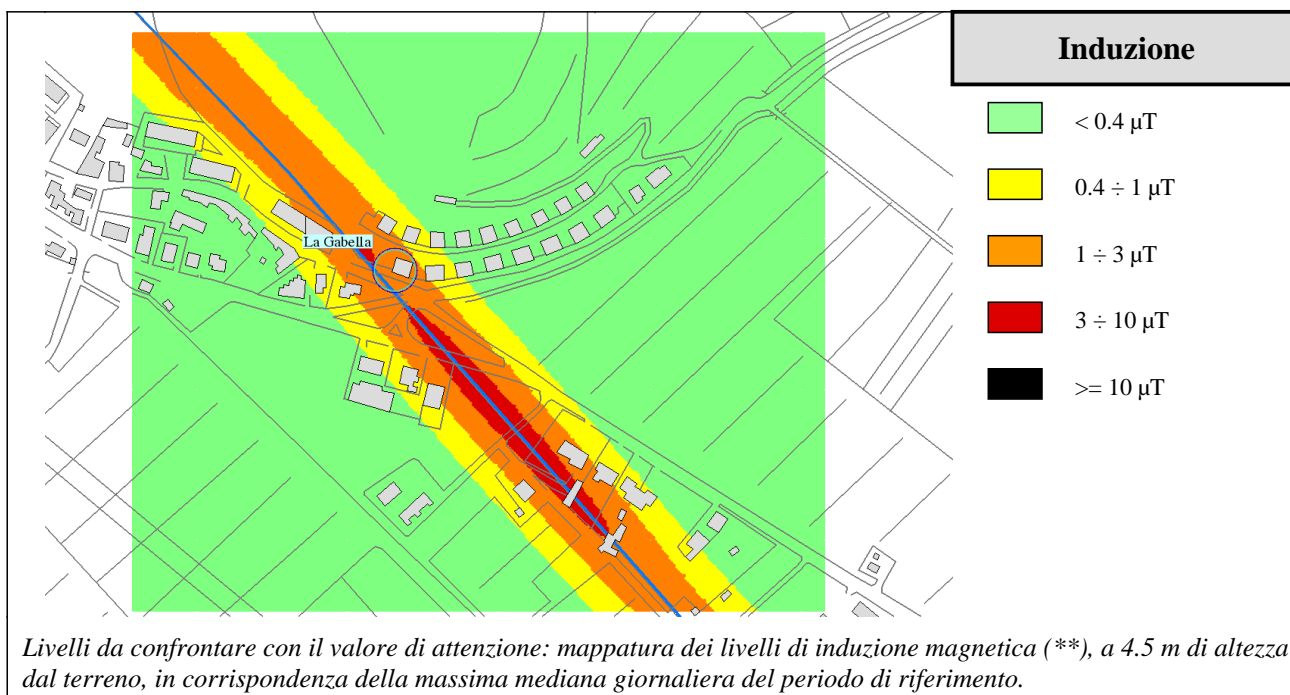 Induzione
< 0.4 µT
0.4 ÷ 1 µT
1 ÷ 3 µT
3 ÷ 10 µT
>= 10 µT
La Gabella
Livelli da confrontare con il valore di attenzione: mappatura dei livelli di induzione magnetica (**), a 4.5 m di altezza
dal terreno, in corrispondenza della massima mediana giornaliera del periodo di riferimento.